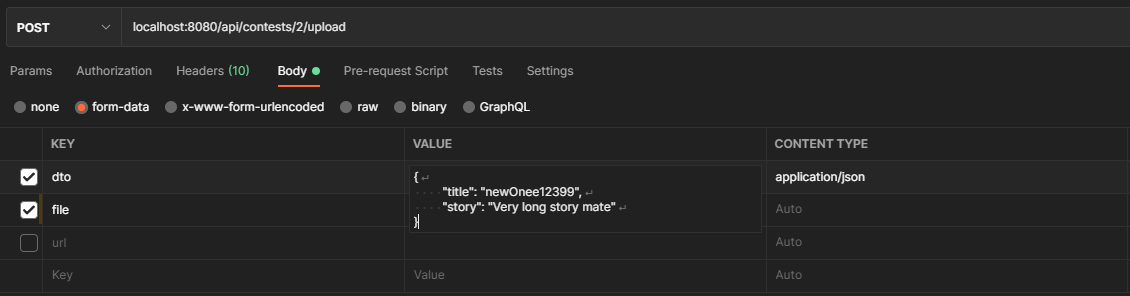 POST localhost:8080/api/contests/2/upload
Params Authorization Headers (10) Body Pre-request Script Tests Settings
none form-data x-www-form-urlencoded raw binary GraphQL
KEY VALUE CONTENT TYPE
dto { application/json
"title": "newOnee12399",
file "story": "Very long story mate" Auto
}
url Auto
Key Value Auto